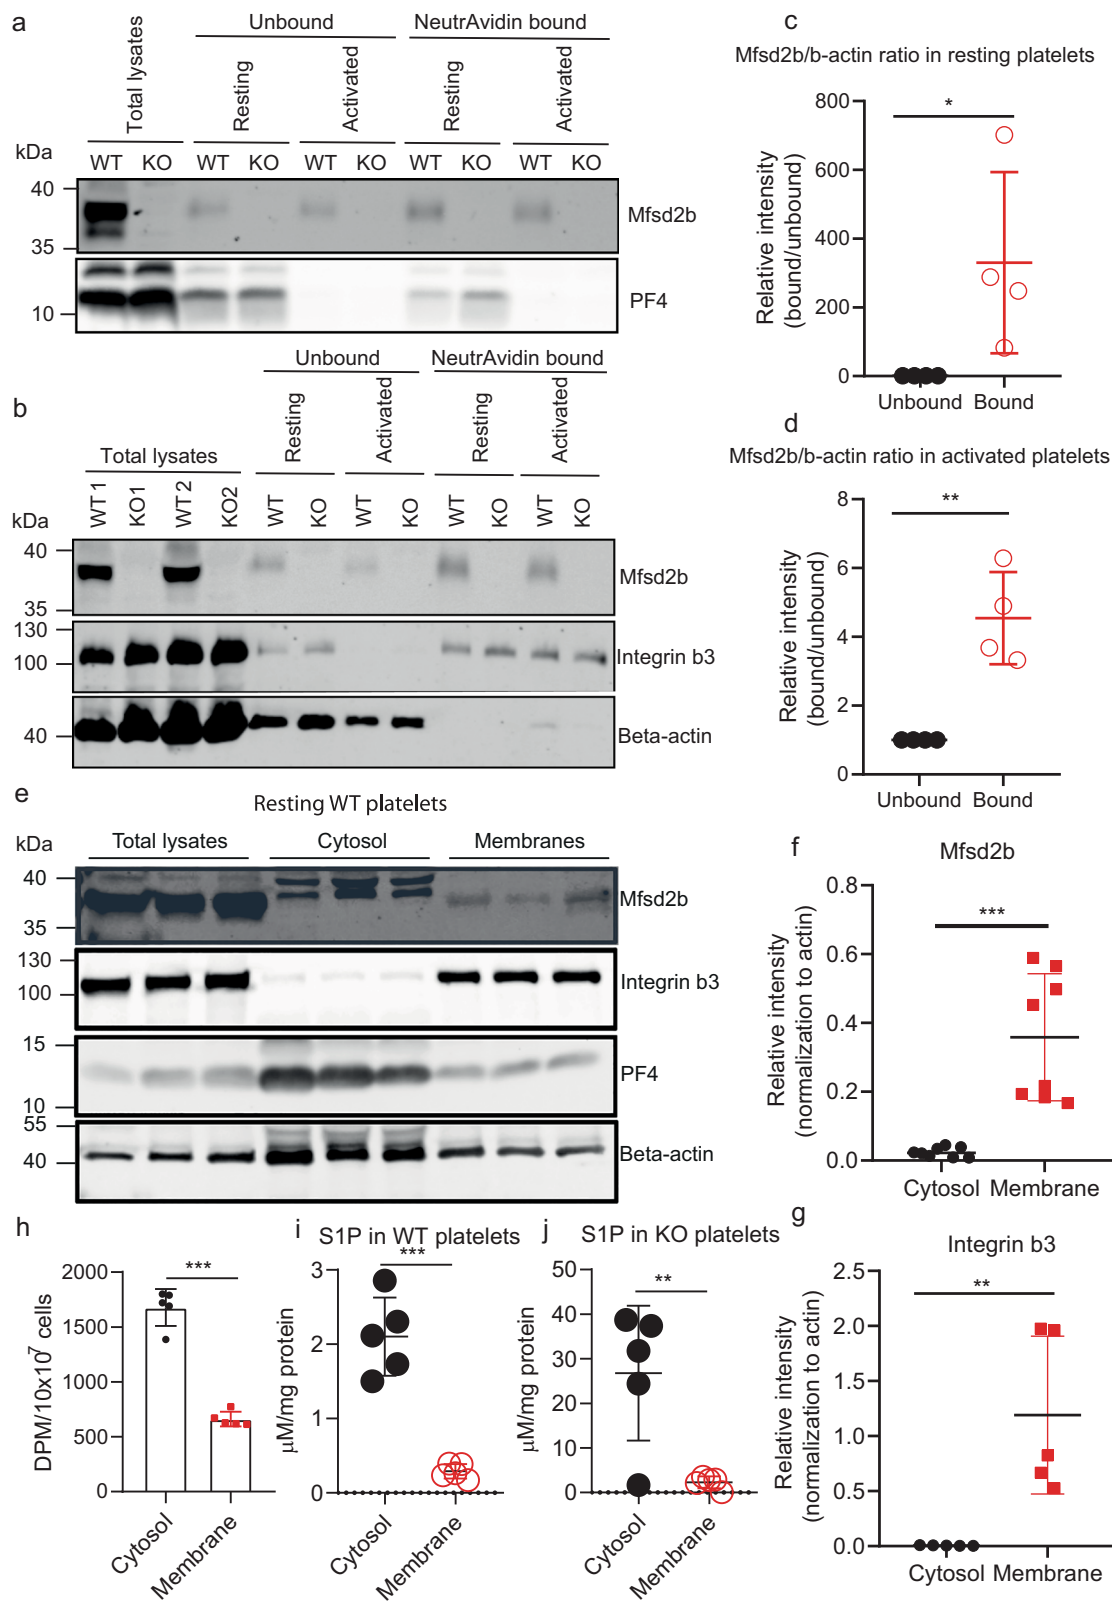 a
Unbound
NeutrAvidin bound
Total lysates
Resting
Activated
Resting
Activated
kDa
WT KO WT KO WT KO WT KO WT KO
40
35
Mfsd2b
10
PF4
b
Unbound
NeutrAvidin bound
Total lysates
Resting
Activated
Resting
Activated
kDa
WT1 KO1 WT2 KO2 WT KO WT KO WT KO WT KO
40
35
Mfsd2b
130
100
Integrin b3
40
Beta-actin
c
Mfsd2b/b-actin ratio in resting platelets
Relative intensity
(bound/unbound)
800
600
400
200
0
*
Unbound Bound
d
Mfsd2b/b-actin ratio in activated platelets
Relative intensity
(bound/unbound)
8
6
4
2
0
**
Unbound Bound
e
Resting WT platelets
kDa
Total lysates Cytosol Membranes
40
35
Mfsd2b
130
100
Integrin b3
15
10
PF4
55
40
Beta-actin
f
Mfsd2b
Relative intensity
(normalization to actin)
0.8
0.6
0.4
0.2
0.0
***
Cytosol Membrane
g
Integrin b3
Relative intensity
(normalization to actin)
2.5
2.0
1.5
1.0
0.5
0.0
**
Cytosol Membrane
h
DPM/10x10⁷ cells
2000
1500
1000
500
0
***
Cytosol
Membrane
i
S1P in WT platelets
µM/mg protein
3
2
1
0
***
Cytosol
Membrane
j
S1P in KO platelets
µM/mg protein
50
40
30
20
10
0
**
Cytosol
Membrane